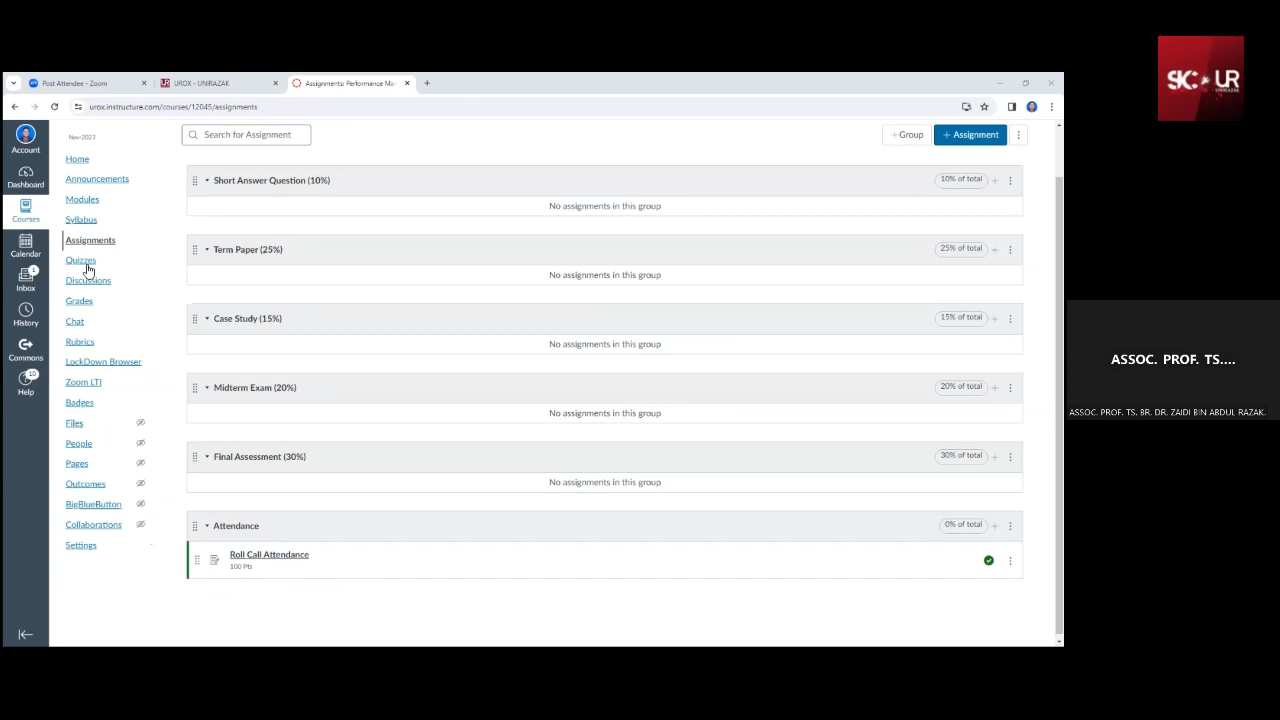 Post Attendee - Zoom
UROX - UNIRAZAK
Assignments: Performance Ma
urox.instructure.com/courses/12045/assignments
SK UR
UNIRAZAK
Account
Dashboard
Courses
Calendar
1
Inbox
History
Commons
10
Help
Nov-2023
Home
Announcements
Modules
Syllabus
Assignments
Quizzes
Discussions
Grades
Chat
Rubrics
LockDown Browser
Zoom LTI
Badges
Files
People
Pages
Outcomes
BigBlueButton
Collaborations
Settings
Search for Assignment
+Group
+ Assignment
Short Answer Question (10%)
10% of total
No assignments in this group
Term Paper (25%)
25% of total
No assignments in this group
Case Study (15%)
15% of total
No assignments in this group
Midterm Exam (20%)
20% of total
No assignments in this group
Final Assessment (30%)
30% of total
No assignments in this group
Attendance
0% of total
Roll Call Attendance
100 Pts
ASSOC. PROF. TS....
ASSOC. PROF. TS. BR. DR. ZAIDI BIN ABDUL RAZAK.